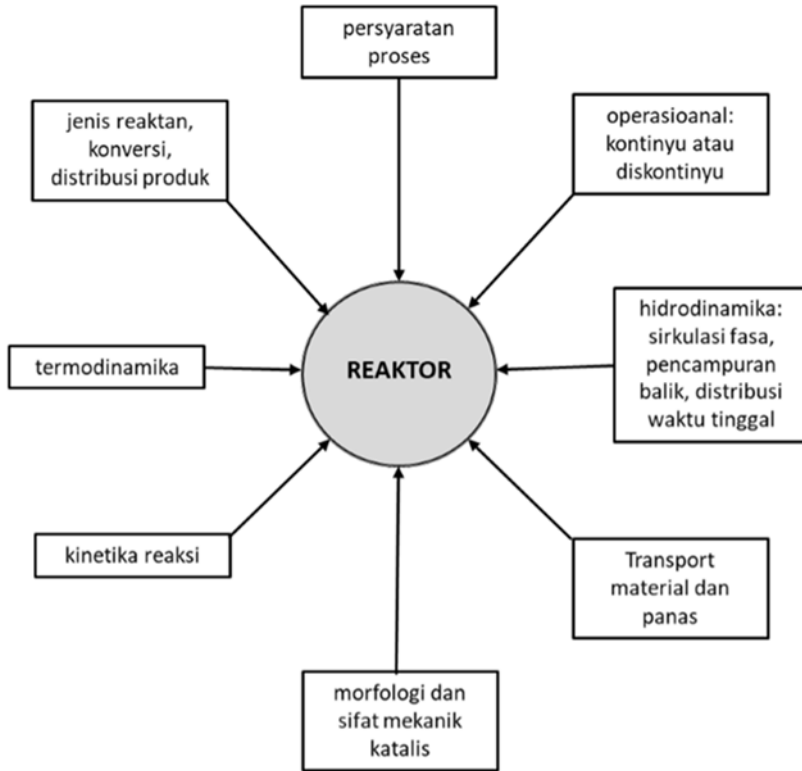 persyaratan
proses
jenis reaktan,
konversi,
distribusi produk
operasioanal:
kontinyu atau
diskontinyu
hidrodinamika:
sirkulasi fasa,
pencampuran
balik, distribusi
waktu tinggal
termodinamika
REAKTOR
kinetika reaksi
Transport
material dan
panas
morfologi dan
sifat mekanik
katalis